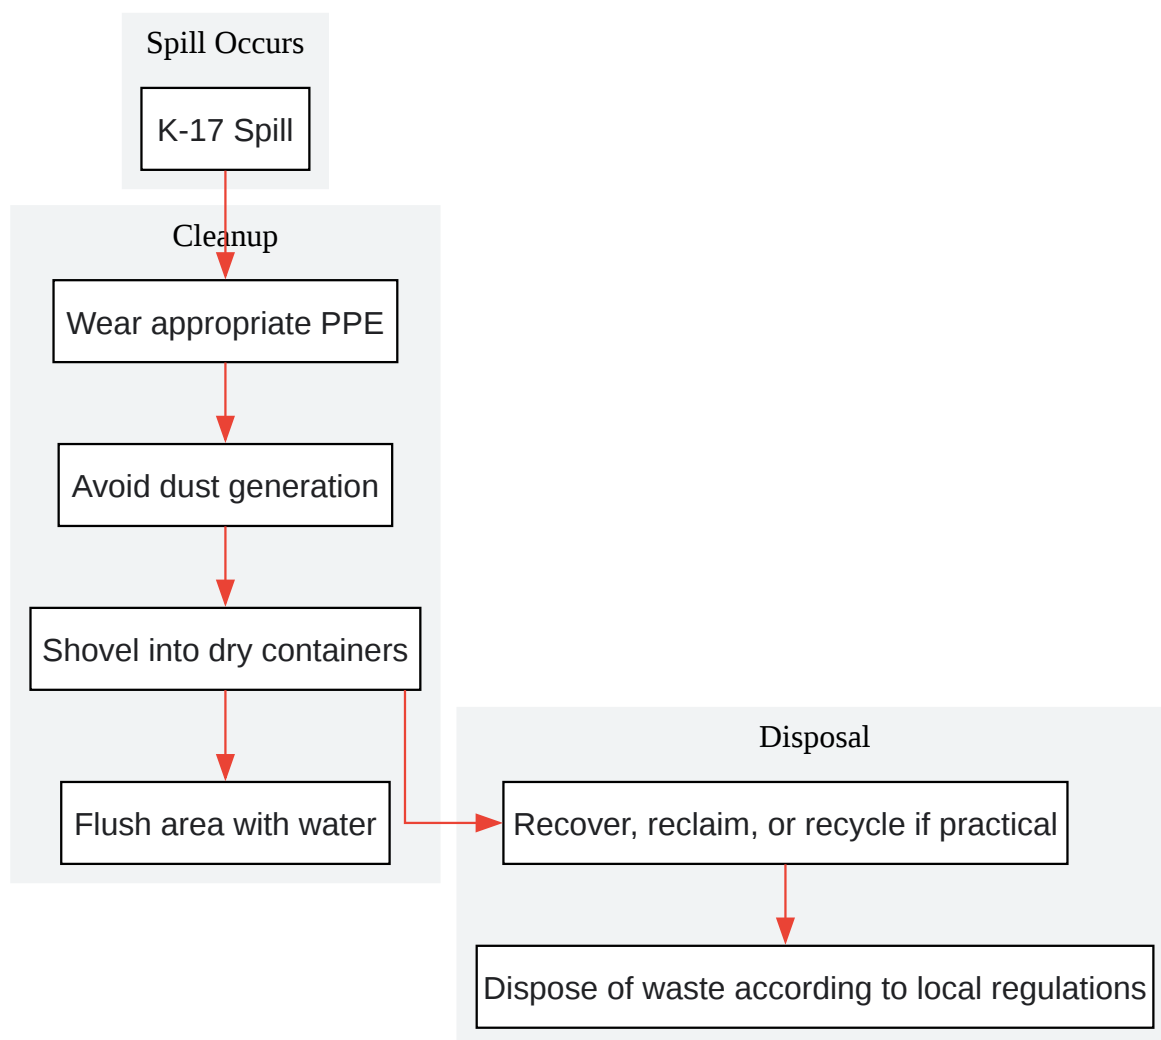 Spill Occurs
K-17 Spill
Cleanup
Wear appropriate PPE
Avoid dust generation
Shovel into dry containers
Flush area with water
Disposal
Recover, reclaim, or recycle if practical
Dispose of waste according to local regulations